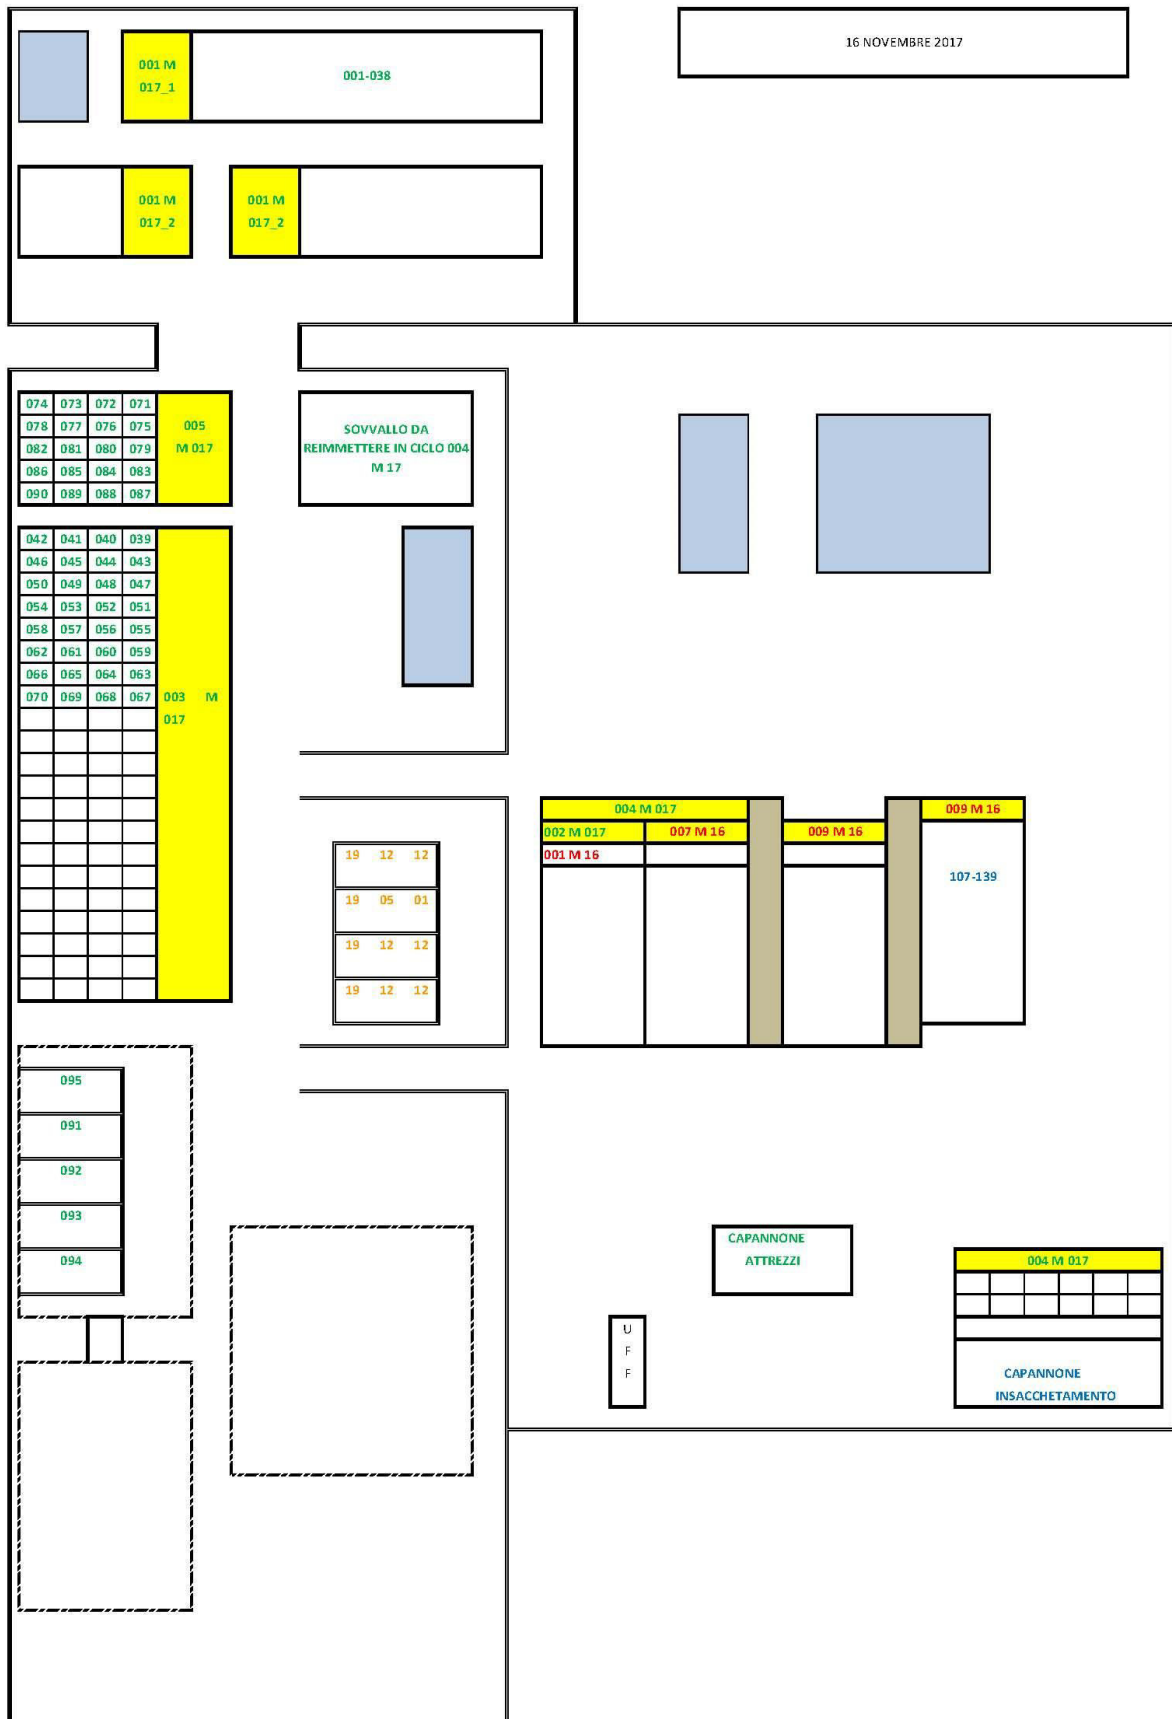 16 NOVEMBRE 2017
001 M
017_1
001-038
001 M
017_2
001 M
017_2
074 073 072 071
078 077 076 075
082 081 080 079
086 085 084 083
090 089 088 087
005
M 017
SOVVALLO DA
REIMMETTERE IN CICLO 004
M 17
042 041 040 039
046 045 044 043
050 049 048 047
054 053 052 051
058 057 056 055
062 061 060 059
066 065 064 063
070 069 068 067
003 M
017
004 M 017
009 M 16
002 M 017
007 M 16
009 M 16
001 M 16
107-139
19 12 12
19 05 01
19 12 12
19 12 12
095
091
092
093
094
CAPANNONE
ATTREZZI
004 M 017
U
F
F
CAPANNONE
INSACCHETAMENTO